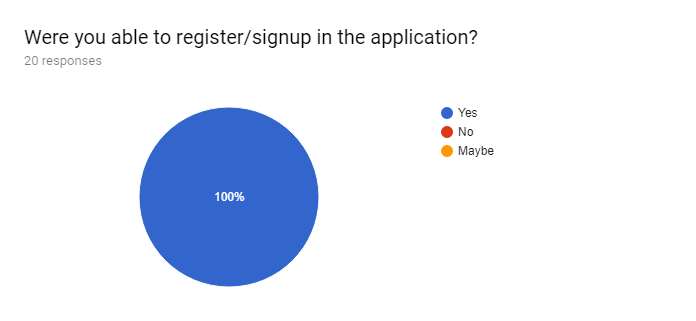 Were you able to register/signup in the application?
20 responses
Yes
No
Maybe
100%